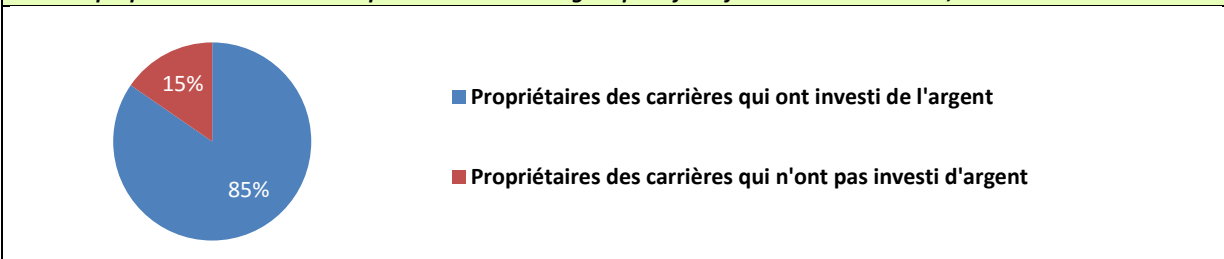 15%
Propriétaires des carrières qui ont investi de l'argent
Propriétaires des carrières qui n'ont pas investi d'argent
85%